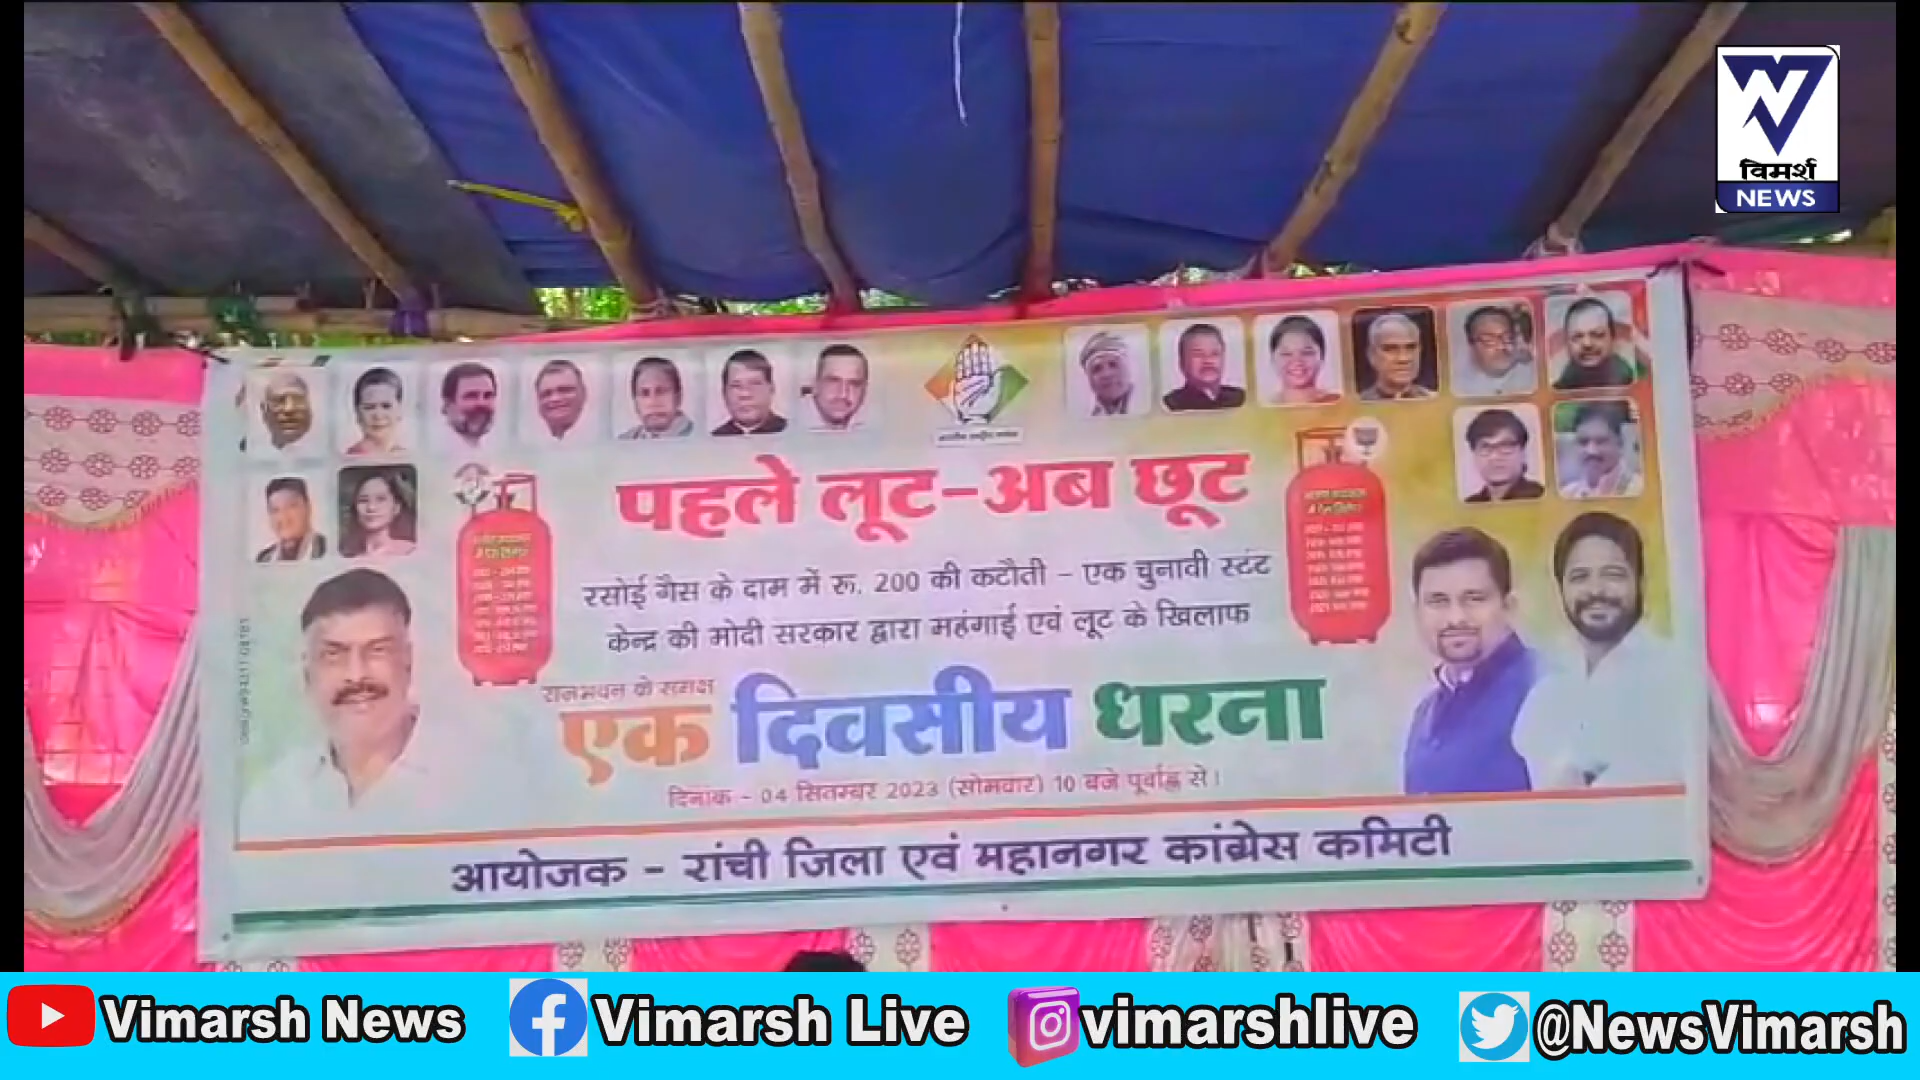 विमर्श
NEWS
पहले लूट-अब छूट
रसोई गैस के दाम में रू. 200 की कटौती - एक चुनावी स्टंट
केन्द्र की मोदी सरकार द्वारा महंगाई एवं लूट के खिलाफ
राजभवन के समक्ष
एक दिवसीय धरना
दिनांक - 04 सितम्बर 2023 (सोमवार) 10 बजे पूर्वाह्न से।
आयोजक - रांची जिला एवं महानगर कांग्रेस कमिटी
Vimarsh News
Vimarsh Live
vimarshlive
@NewsVimarsh